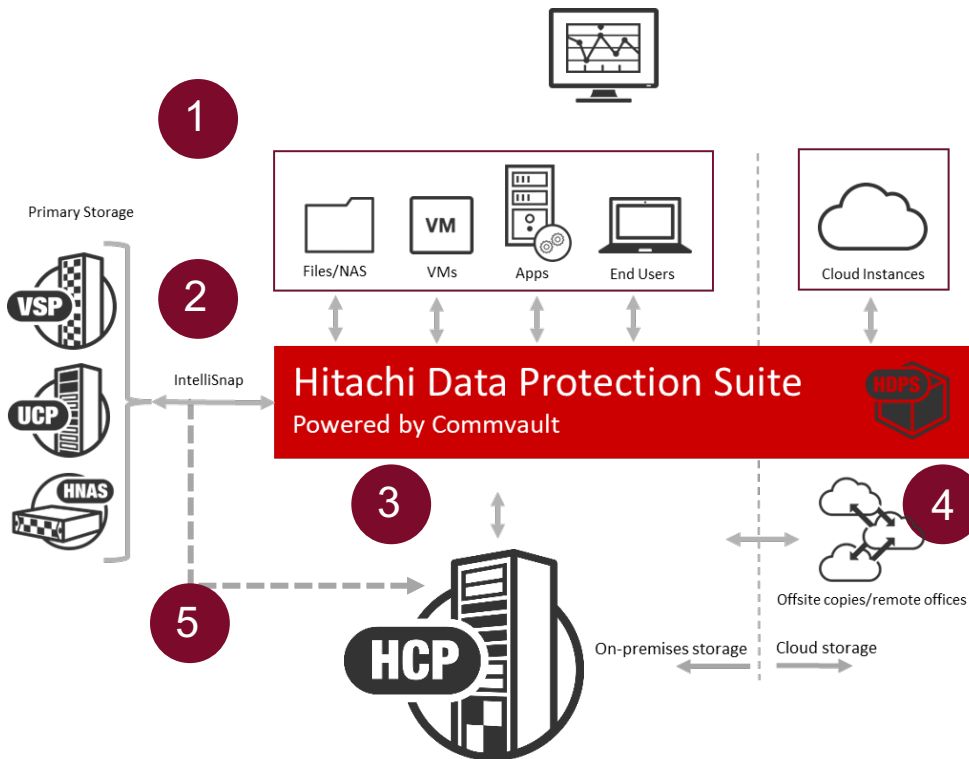 1
Primary Storage
VSP
UCP
HNAS
2
IntelliSnap
Files/NAS
VM
VMs
Apps
End Users
Cloud Instances
Hitachi Data Protection Suite
Powered by Commvault
HDPS
3
4
Offsite copies/remote offices
5
HCP
On-premises storage
Cloud storage